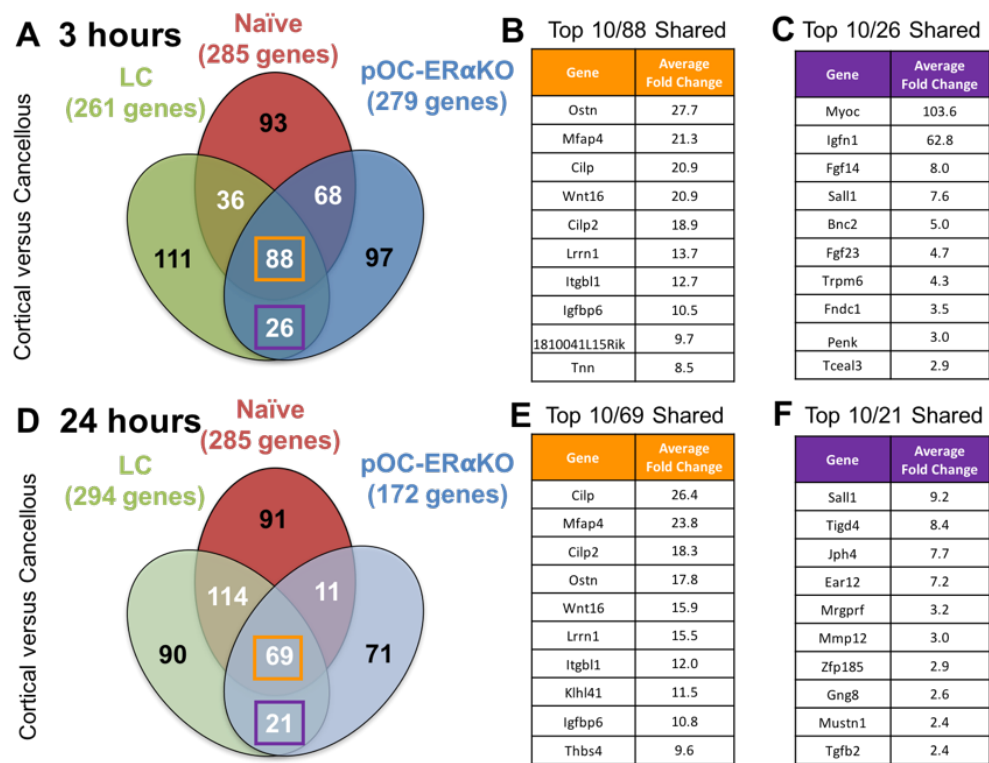 A 3 hours
Naïve
(285 genes)
LC
(261 genes)
pOC-ERαKO
(279 genes)
Cortical versus Cancellous
93
36
68
111
88
97
26
B Top 10/88 Shared
Gene Average Fold Change
Ostn 27.7
Mfap4 21.3
Cilp 20.9
Wnt16 20.9
Cilp2 18.9
Lrrn1 13.7
Itgbl1 12.7
Igfbp6 10.5
1810041L15Rik 9.7
Tnn 8.5
C Top 10/26 Shared
Gene Average Fold Change
Myoc 103.6
Igfn1 62.8
Fgf14 8.0
Sall1 7.6
Bnc2 5.0
Fgf23 4.7
Trpm6 4.3
Fndc1 3.5
Penk 3.0
Tceal3 2.9
D 24 hours
Naïve
(285 genes)
LC
(294 genes)
pOC-ERαKO
(172 genes)
Cortical versus Cancellous
91
114
11
90
69
71
21
E Top 10/69 Shared
Gene Average Fold Change
Cilp 26.4
Mfap4 23.8
Cilp2 18.3
Ostn 17.8
Wnt16 15.9
Lrrn1 15.5
Itgbl1 12.0
Klhl41 11.5
Igfbp6 10.8
Thbs4 9.6
F Top 10/21 Shared
Gene Average Fold Change
Sall1 9.2
Tigd4 8.4
Jph4 7.7
Ear12 7.2
Mrgprf 3.2
Mmp12 3.0
Zfp185 2.9
Gng8 2.6
Mustn1 2.4
Tgfb2 2.4